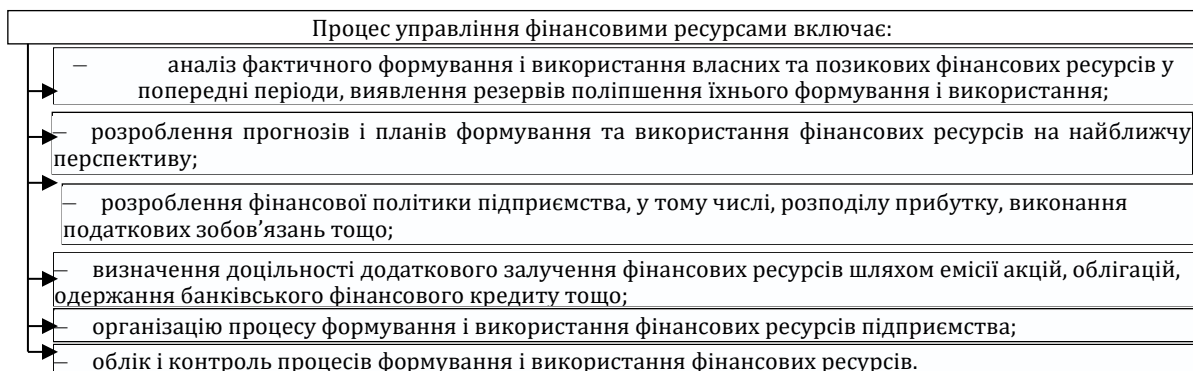 Процес управління фінансовими ресурсами включає:
– аналіз фактичного формування і використання власних та позикових фінансових ресурсів у
попередні періоди, виявлення резервів поліпшення їхнього формування і використання;
– розроблення прогнозів і планів формування та використання фінансових ресурсів на найближчу
перспективу;
– розроблення фінансової політики підприємства, у тому числі, розподілу прибутку, виконання
податкових зобов’язань тощо;
– визначення доцільності додаткового залучення фінансових ресурсів шляхом емісії акцій, облігацій,
одержання банківського фінансового кредиту тощо;
– організацію процесу формування і використання фінансових ресурсів підприємства;
– облік і контроль процесів формування і використання фінансових ресурсів.